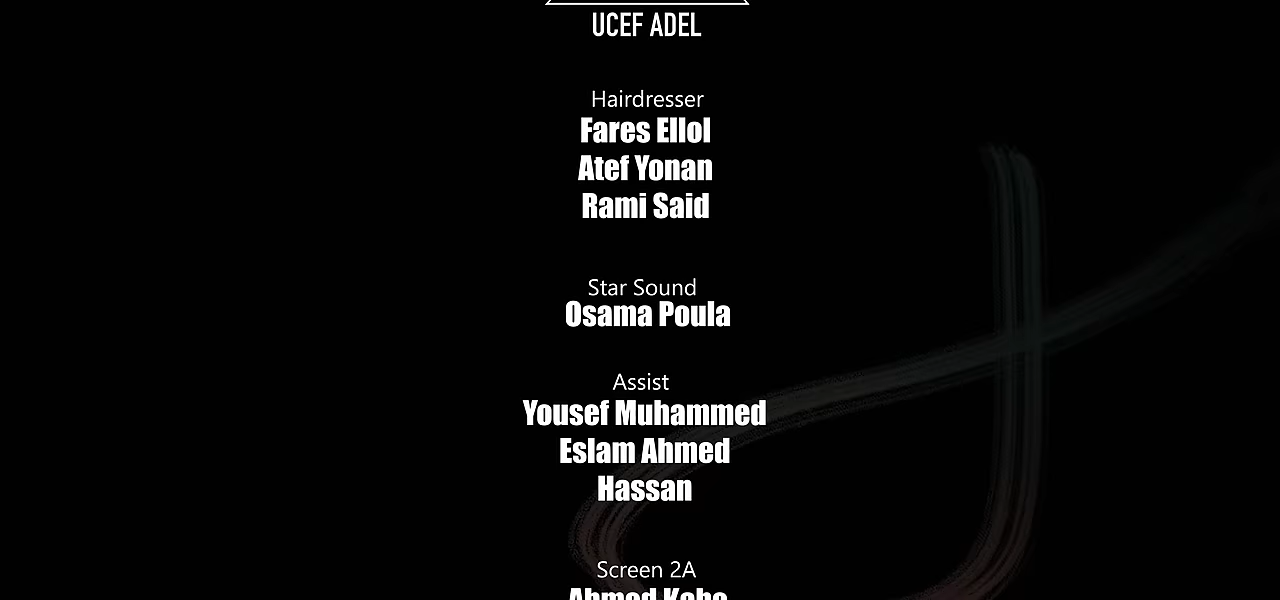 UCEF ADEL
Hairdresser
Fares Ellol
Atef Yonan
Rami Said
Star Sound
Osama Poula
Assist
Yousef Muhammed
Eslam Ahmed
Hassan
Screen 2A
Ahmed